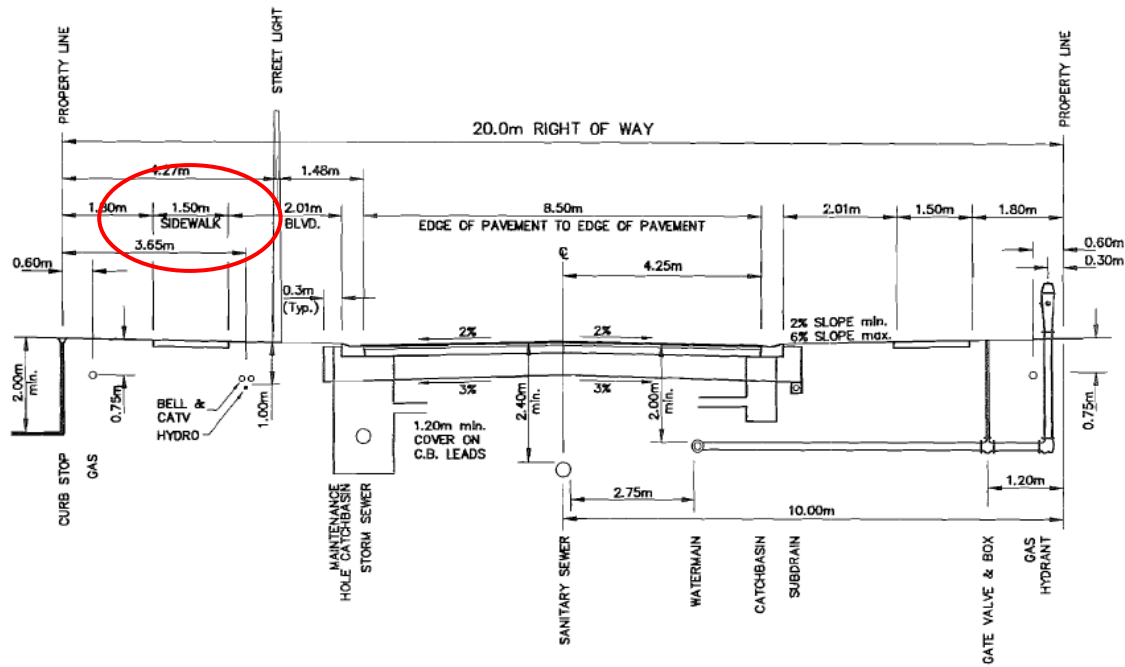 PROPERTY LINE
STREET LIGHT
PROPERTY LINE
20.0m RIGHT OF WAY
4.27m
1.48m
1.80m
1.50m
SIDEWALK
2.01m
BLVD.
8.50m
EDGE OF PAVEMENT TO EDGE OF PAVEMENT
2.01m
1.50m
1.80m
3.65m
0.60m
0.60m
0.30m
℄
4.25m
0.3m
(Typ.)
2%
2%
2% SLOPE min.
6% SLOPE max.
2.00m
min.
0.75m
BELL &
CATV
HYDRO
1.00m
3%
3%
2.40m
min.
2.00m
min.
0.75m
1.20m min.
COVER ON
C.B. LEADS
2.75m
1.20m
10.00m
CURB STOP
GAS
MAINTENANCE
HOLE CATCHBASIN
STORM SEWER
SANITARY SEWER
WATERMAIN
CATCHBASIN
SUBDRAIN
GATE VALVE & BOX
GAS
HYDRANT